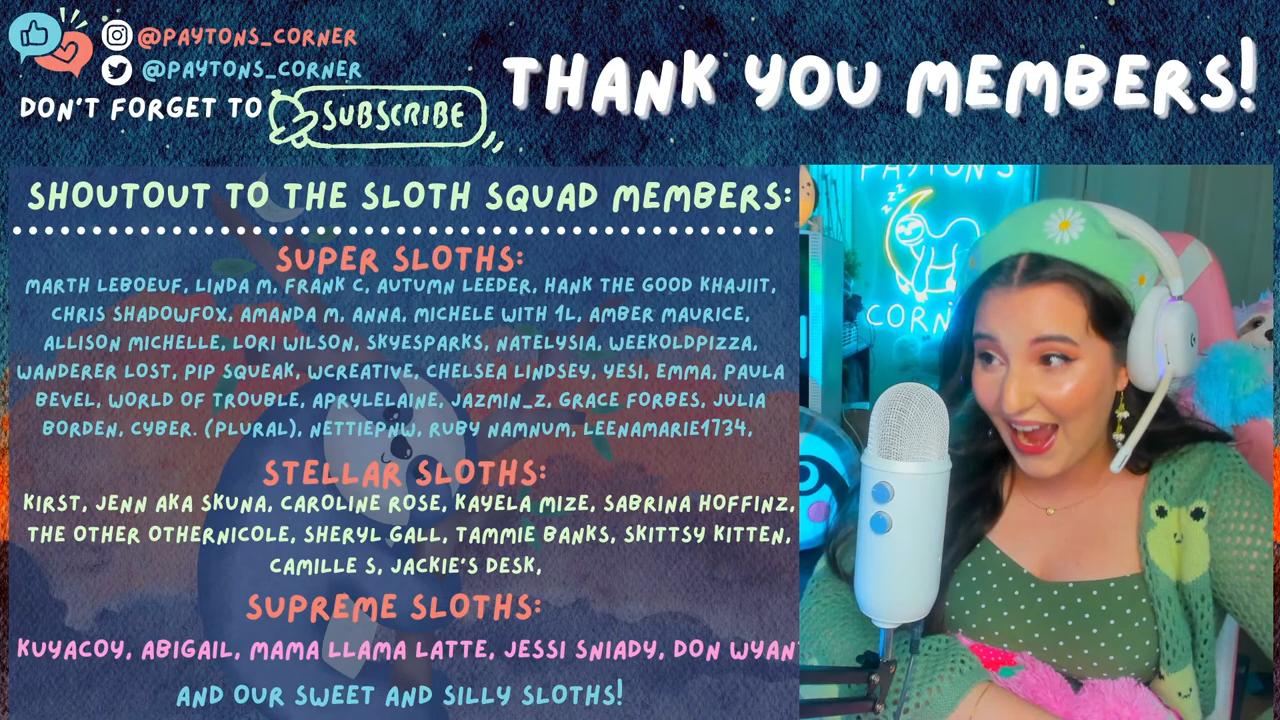 @PAYTONS_CORNER
@PAYTONS_CORNER
DON'T FORGET TO SUBSCRIBE
THANK YOU MEMBERS!
SHOUTOUT TO THE SLOTH SQUAD MEMBERS:
SUPER SLOTHS:
MARTH LEBOEUF, LINDA M, FRANK C, AUTUMN LEEDER, HANK THE GOOD KHAJIIT,
CHRIS SHADOWFOX, AMANDA M, ANNA, MICHELE WITH 1L, AMBER MAURICE,
ALLISON MICHELLE, LORI WILSON, SKYESPARKS, NATELYSIA, WEEKOLDPIZZA,
WANDERER LOST, PIP SQUEAK, WCREATIVE, CHELSEA LINDSEY, YESI, EMMA, PAULA
BEVEL, WORLD OF TROUBLE, APRYLELAINE, JAZMIN_Z, GRACE FORBES, JULIA
BORDEN, CYBER. (PLURAL), NETTIEPNW, RUBY NAMNUM, LEENAMARIE1734,
STELLAR SLOTHS:
KIRST, JENN AKA SKUNA, CAROLINE ROSE, KAYELA MIZE, SABRINA HOFFINZ,
THE OTHER OTHERNICOLE, SHERYL GALL, TAMMIE BANKS, SKITTSY KITTEN,
CAMILLE S, JACKIE'S DESK,
SUPREME SLOTHS:
KUYACOY, ABIGAIL, MAMA LLAMA LATTE, JESSI SNIADY, DON WYAN
AND OUR SWEET AND SILLY SLOTHS!
PAYTON'S
z z z
CORN